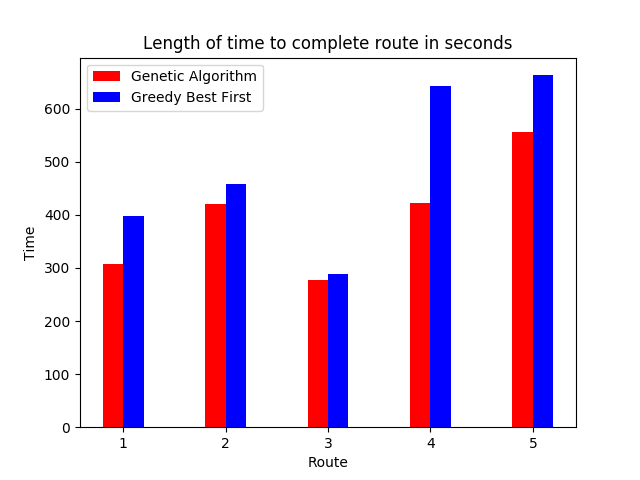 Length of time to complete route in seconds
Genetic Algorithm
Greedy Best First
600
500
400
300
200
100
0
Time
1 2 3 4 5
Route